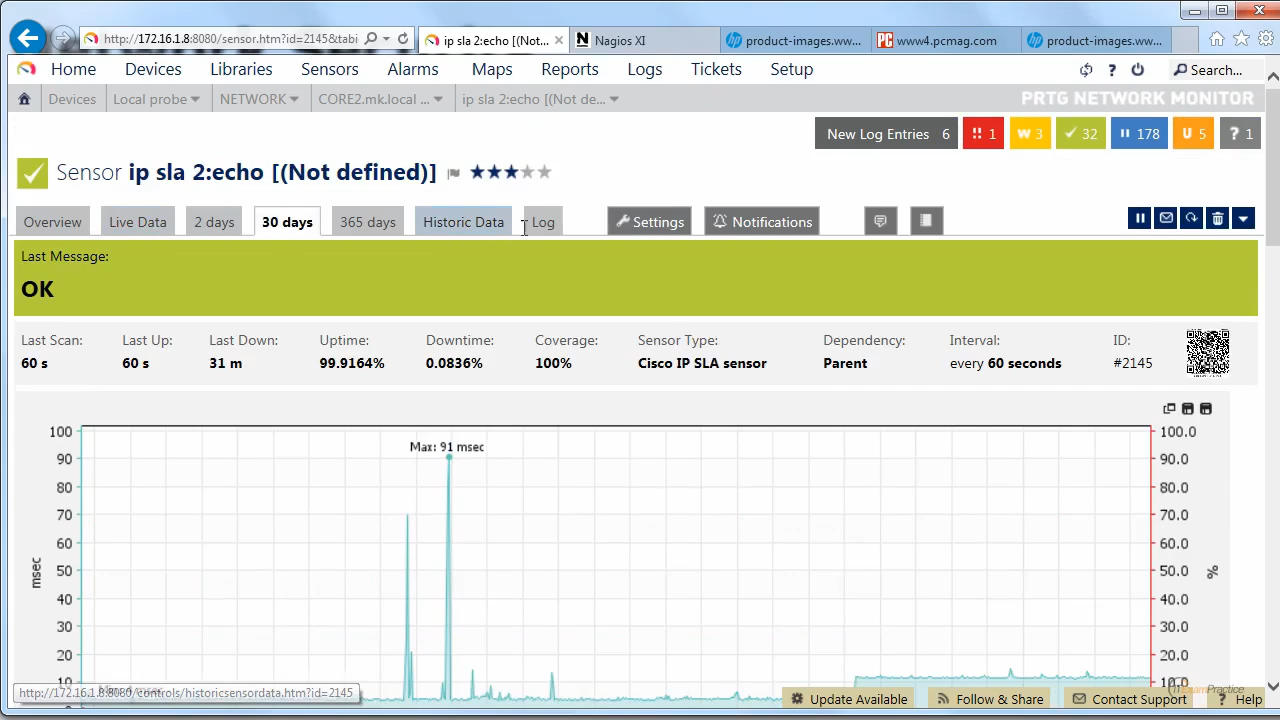 http://172.16.1.8:8080/sensor.htm?id=2145&tabi
ip sla 2:echo [(Not...
Nagios XI
product-images.ww...
www4.pcmag.com
product-images.ww...
Home Devices Libraries Sensors Alarms Maps Reports Logs Tickets Setup Search...
Devices Local probe NETWORK CORE2.mk.local ... ip sla 2:echo [(Not de...
PRTG NETWORK MONITOR
New Log Entries 6 !! 1 W 3 32 178 U 5 ? 1
Sensor ip sla 2:echo [(Not defined)]
Overview Live Data 2 days 30 days 365 days Historic Data Log Settings Notifications
Last Message:
OK
Last Scan: Last Up: Last Down: Uptime: Downtime: Coverage: Sensor Type: Dependency: Interval: ID:
60 s 60 s 31 m 99.9164% 0.0836% 100% Cisco IP SLA sensor Parent every 60 seconds #2145
Max: 91 msec
100 100.0
90 90.0
80 80.0
70 70.0
60 60.0
50 50.0
40 40.0
30 30.0
20 20.0
10 10.0
msec
%
http://172.16.1.8:8080/controls/historicsensordata.htm?id=2145
Update Available Follow & Share Contact Support ? Help